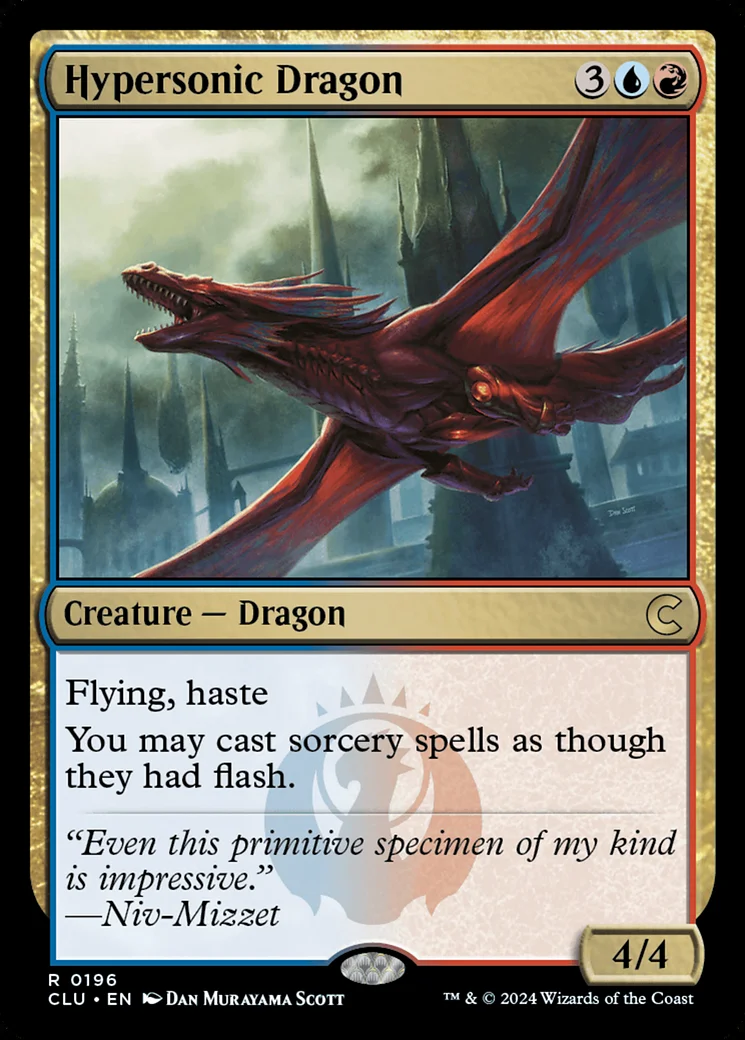 Hypersonic Dragon 3
Dan Scott
Creature — Dragon
Flying, haste
You may cast sorcery spells as though
they had flash.
“Even this primitive specimen of my kind
is impressive.”
—Niv-Mizzet
4/4
R 0196
CLU • EN Dan Murayama Scott ™ & © 2024 Wizards of the Coast